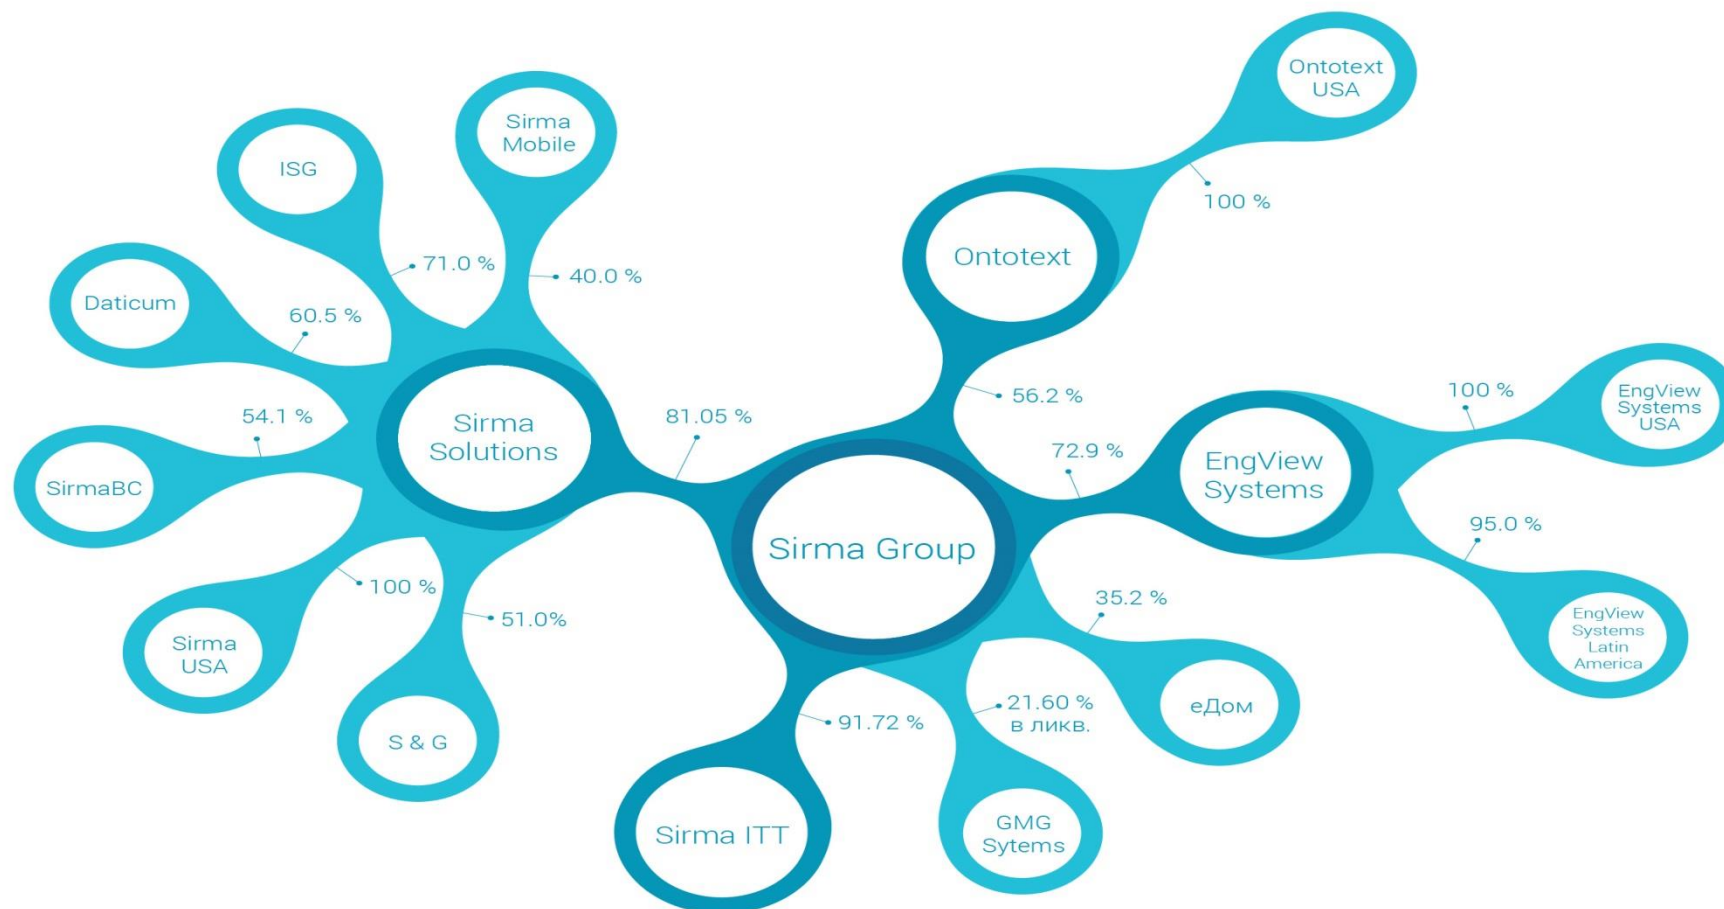 Ontotext
USA
100 %
Sirma
Mobile
40.0 %
ISG
71.0 %
Daticum
60.5 %
SirmaBC
54.1 %
Sirma
USA
100 %
S & G
51.0%
Sirma
Solutions
81.05 %
Ontotext
56.2 %
EngView
Systems
72.9 %
EngView
Systems
USA
100 %
EngView
Systems
Latin
America
95.0 %
Sirma Group
еДом
35.2 %
GMG
Sytems
21.60 %
в ликв.
Sirma ITT
91.72 %